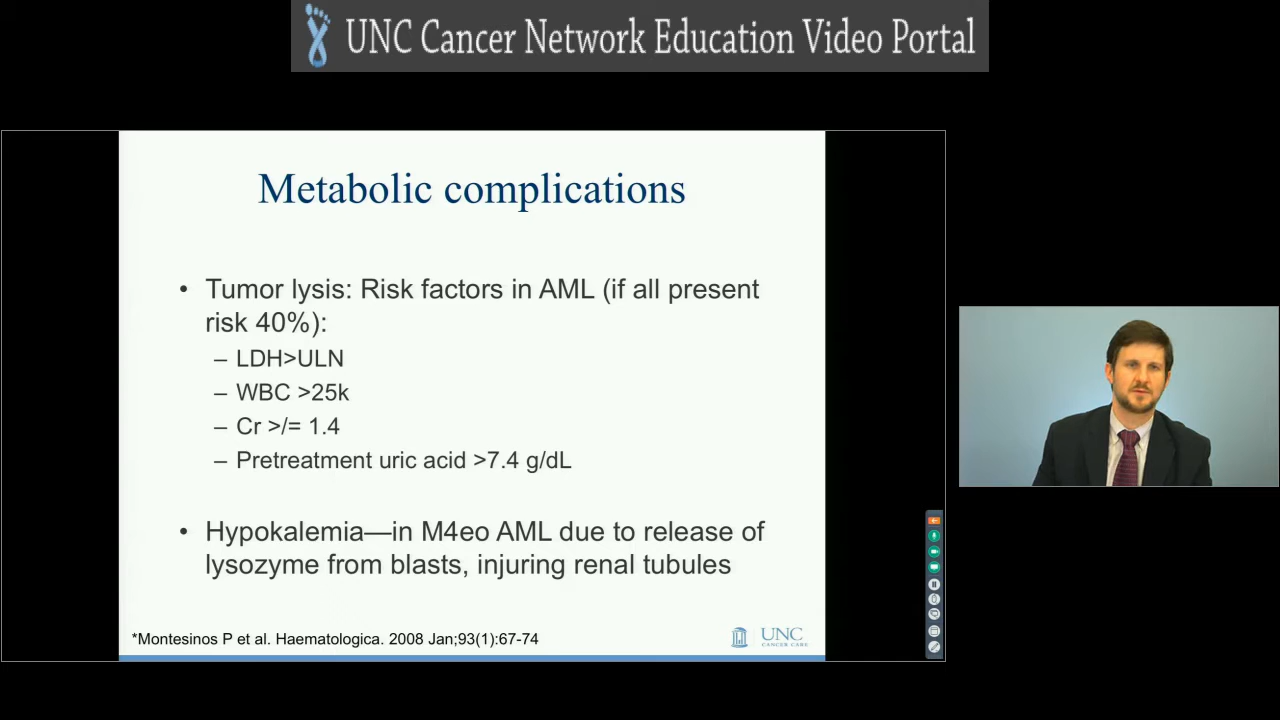 UNC Cancer Network Education Video Portal
Metabolic complications
• Tumor lysis: Risk factors in AML (if all present
risk 40%):
– LDH>ULN
– WBC >25k
– Cr >/= 1.4
– Pretreatment uric acid >7.4 g/dL
• Hypokalemia—in M4eo AML due to release of
lysozyme from blasts, injuring renal tubules
*Montesinos P et al. Haematologica. 2008 Jan;93(1):67-74
UNC
CANCER CARE